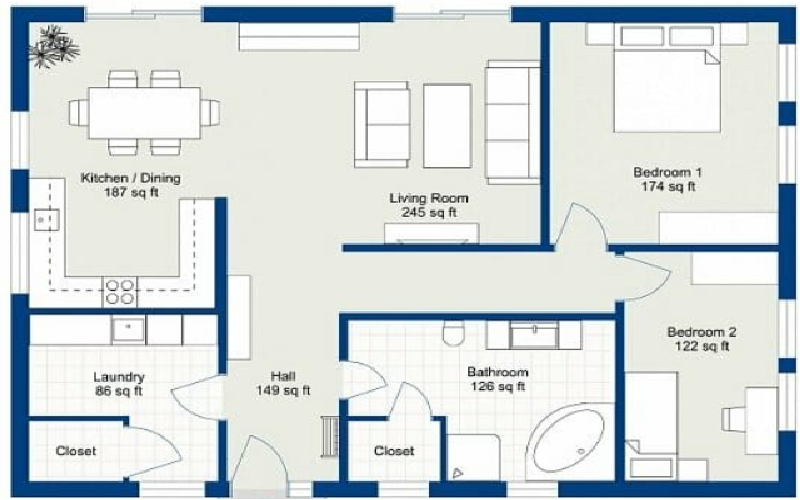 Kitchen / Dining
187 sq ft
Living Room
245 sq ft
Bedroom 1
174 sq ft
Bedroom 2
122 sq ft
Laundry
86 sq ft
Hall
149 sq ft
Bathroom
126 sq ft
Closet
Closet